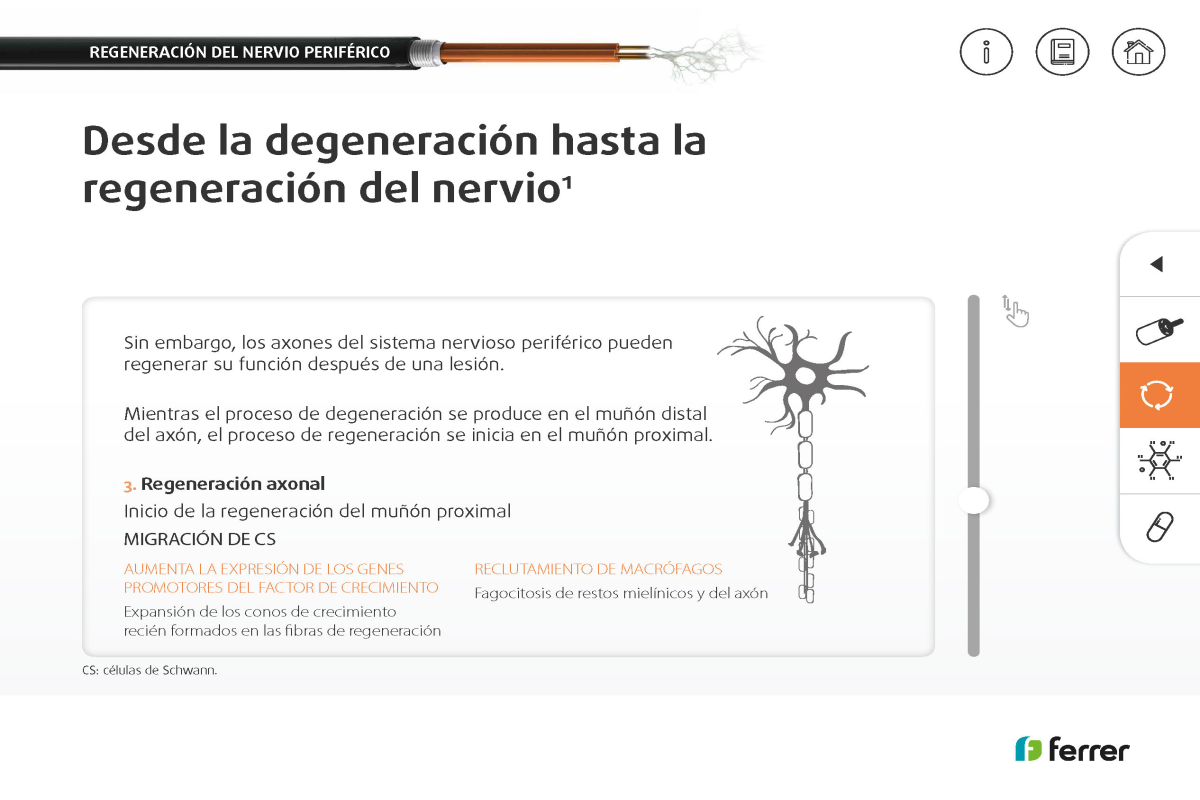 REGENERACIÓN DEL NERVIO PERIFÉRICO
Desde la degeneración hasta la
regeneración del nervio¹
Sin embargo, los axones del sistema nervioso periférico pueden
regenerar su función después de una lesión.
Mientras el proceso de degeneración se produce en el muñón distal
del axón, el proceso de regeneración se inicia en el muñón proximal.
3. Regeneración axonal
Inicio de la regeneración del muñón proximal
MIGRACIÓN DE CS
AUMENTA LA EXPRESIÓN DE LOS GENES
PROMOTORES DEL FACTOR DE CRECIMIENTO
Expansión de los conos de crecimiento
recién formados en las fibras de regeneración
RECLUTAMIENTO DE MACRÓFAGOS
Fagocitosis de restos mielínicos y del axón
CS: células de Schwann.
ferrer